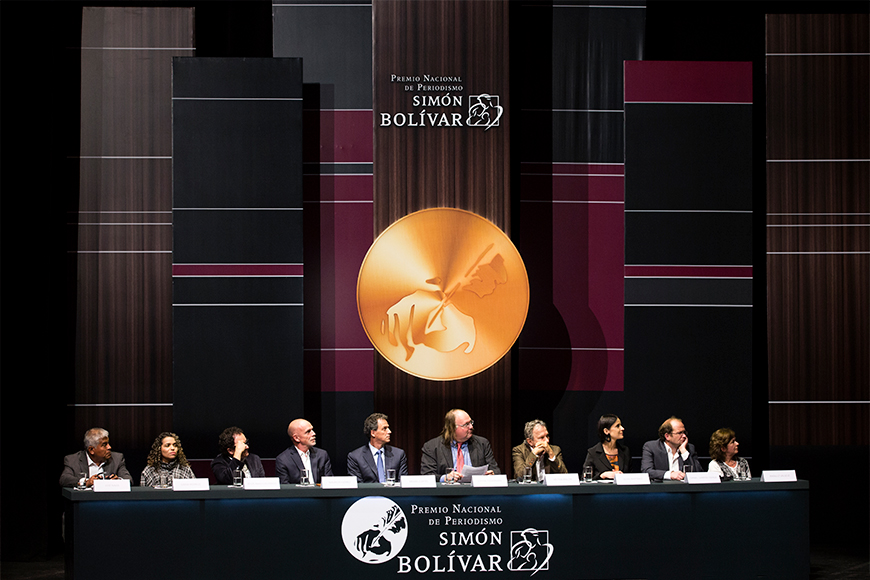 PREMIO NACIONAL
DE PERIODISMO
SIMÓN
BOLÍVAR
PREMIO NACIONAL
DE PERIODISMO
SIMÓN
BOLÍVAR